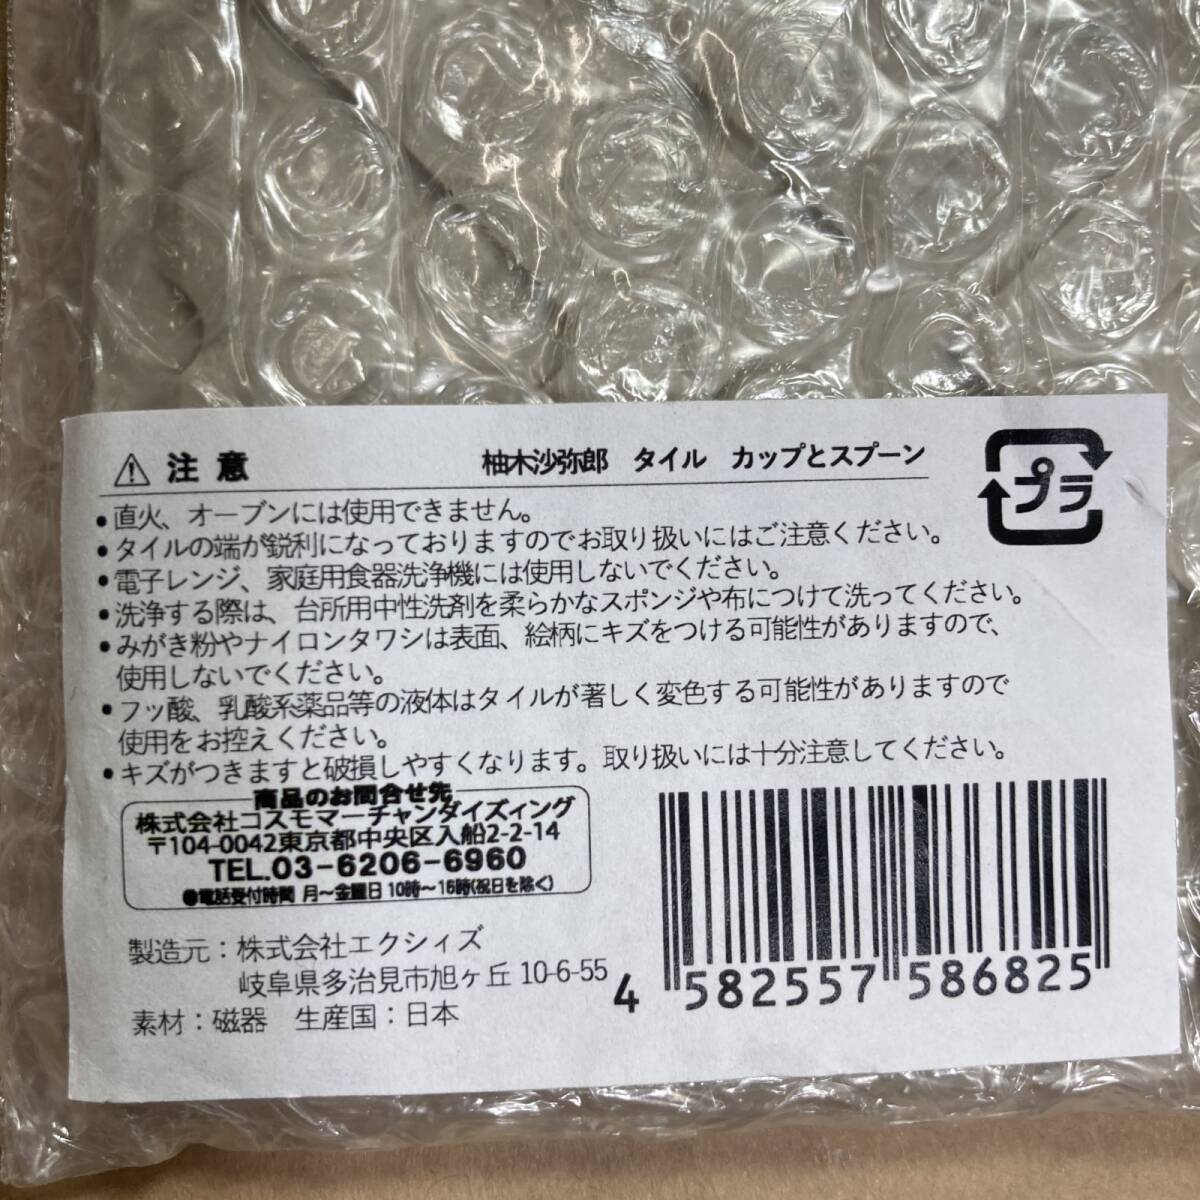 注意 柚木沙弥郎 タイル カップとスプーン
プラ
●直火、オーブンには使用できません。
●タイルの端が鋭利になっておりますのでお取り扱いにはご注意ください。
●電子レンジ、家庭用食器洗浄機には使用しないでください。
●洗浄する際は、台所用中性洗剤を柔らかなスポンジや布につけて洗ってください。
●みがき粉やナイロンタワシは表面、絵柄にキズをつける可能性がありますので、
使用しないでください。
●フッ酸、乳酸系薬品等の液体はタイルが著しく変色する可能性がありますので
使用をお控えください。
●キズがつきますと破損しやすくなります。取り扱いには十分注意してください。
商品のお問合せ先
株式会社コスモマーチャンダイズィング
〒104-0042東京都中央区入船2-2-14
TEL.03-6206-6960
●電話受付時間 月～金曜日 10時～16時(祝日を除く)
製造元：株式会社エクシィズ
岐阜県多治見市旭ヶ丘 10-6-55
素材：磁器 生産国：日本
4 582557 586825